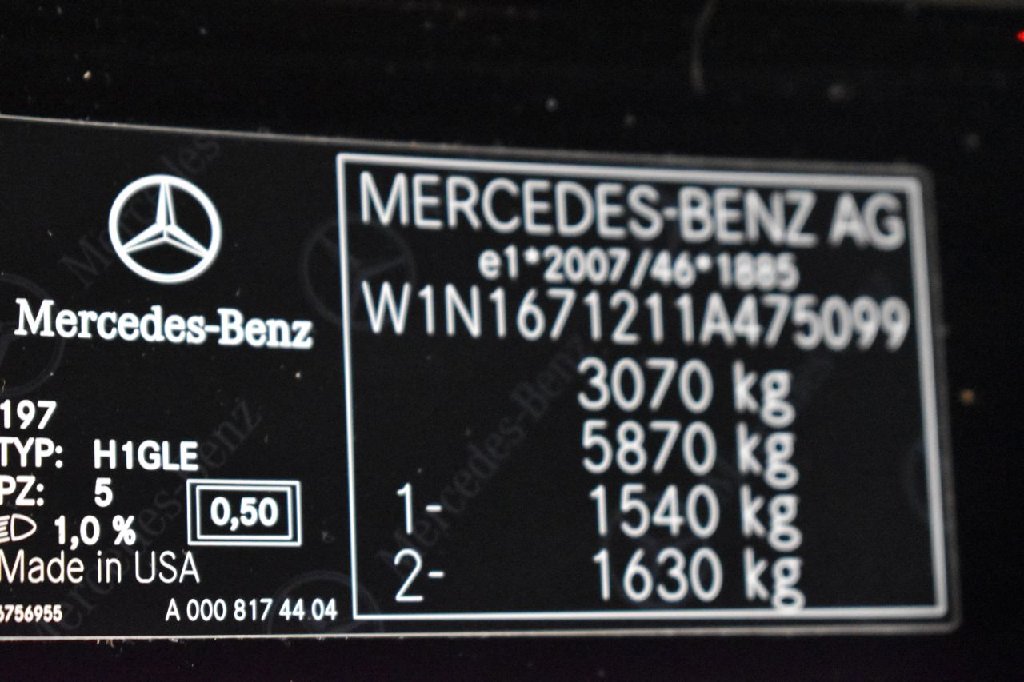 Mercedes-Benz
197
TYP: H1GLE
PZ: 5
0,50
1,0 %
Made in USA
6756955
A 000 817 44 04
MERCEDES-BENZ AG
e1*2007/46*1885
W1N1671211A475099
3070 kg
5870 kg
1- 1540 kg
2- 1630 kg